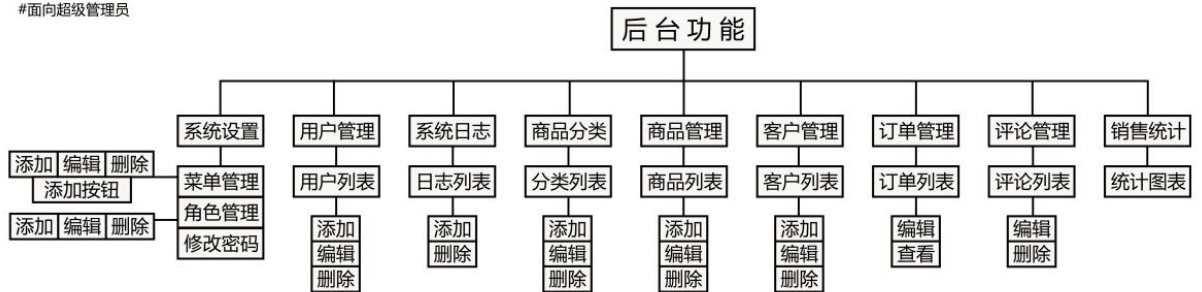 #面向超级管理员
后台功能
系统设置 用户管理 系统日志 商品分类 商品管理 客户管理 订单管理 评论管理 销售统计
添加 编辑 删除 菜单管理 用户列表 日志列表 分类列表 商品列表 客户列表 订单列表 评论列表 统计图表
添加按钮
添加 编辑 删除 角色管理
修改密码
添加 添加 添加 添加 添加 编辑 编辑
编辑 删除 编辑 编辑 编辑 查看 删除
删除 删除 删除 删除